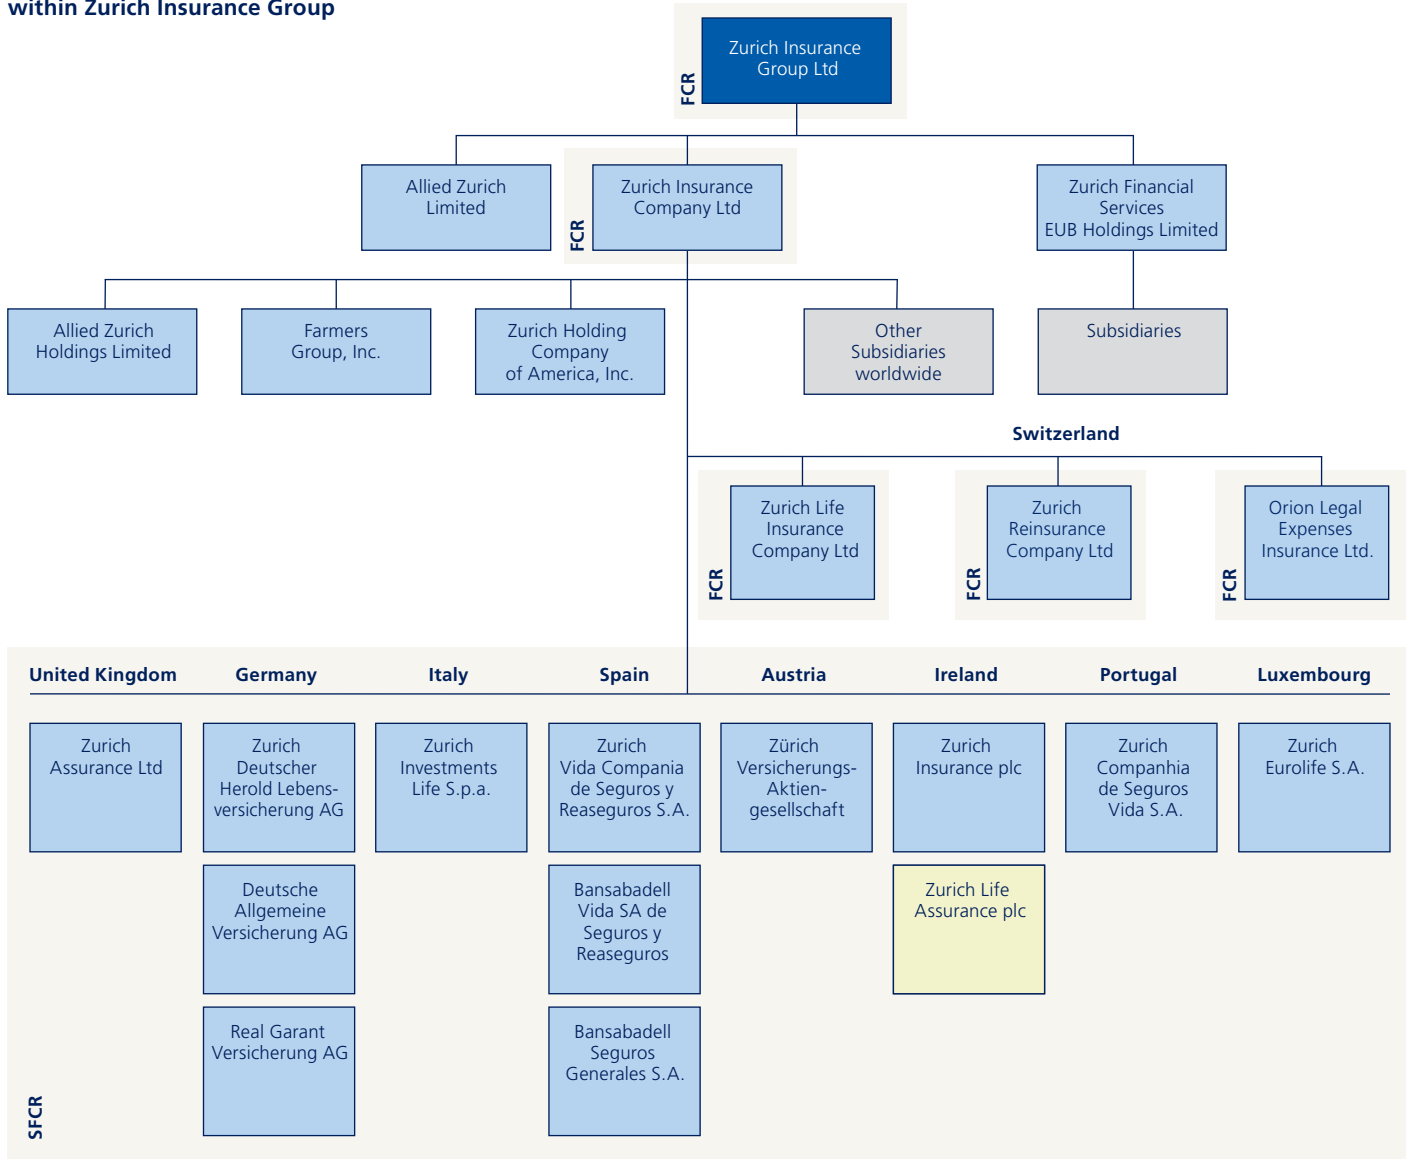 within Zurich Insurance Group
Zurich Insurance
Group Ltd
FCR
Allied Zurich
Limited
Zurich Insurance
Company Ltd
FCR
Zurich Financial
Services
EUB Holdings Limited
Allied Zurich
Holdings Limited
Farmers
Group, Inc.
Zurich Holding
Company
of America, Inc.
Other
Subsidiaries
worldwide
Subsidiaries
Switzerland
Zurich Life
Insurance
Company Ltd
FCR
Zurich
Reinsurance
Company Ltd
FCR
Orion Legal
Expenses
Insurance Ltd.
FCR
United Kingdom
Germany
Italy
Spain
Austria
Ireland
Portugal
Luxembourg
Zurich
Assurance Ltd
Zurich
Deutscher
Herold Lebens-
versicherung AG
Zurich
Investments
Life S.p.a.
Zurich
Vida Compania
de Seguros y
Reaseguros S.A.
Zürich
Versicherungs-
Aktien-
gesellschaft
Zurich
Insurance plc
Zurich
Companhia
de Seguros
Vida S.A.
Zurich
Eurolife S.A.
Deutsche
Allgemeine
Versicherung AG
Bansabadell
Vida SA de
Seguros y
Reaseguros
Zurich Life
Assurance plc
Real Garant
Versicherung AG
Bansabadell
Seguros
Generales S.A.
SFCR